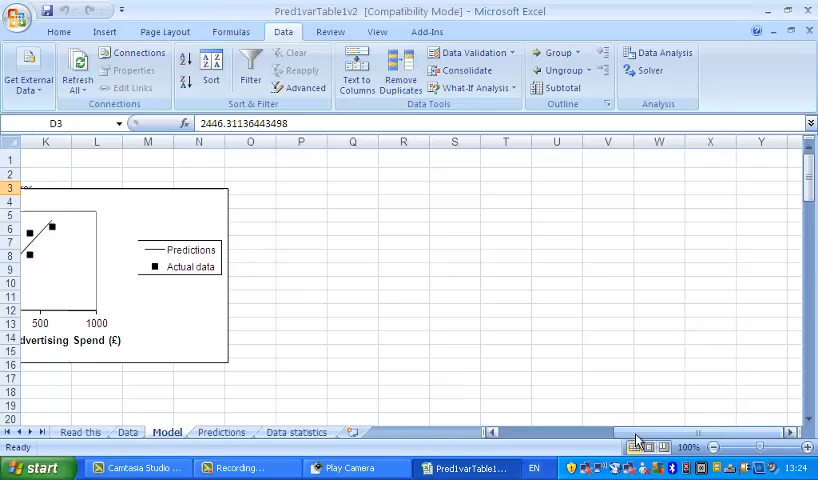 Pred1varTable1v2 [Compatibility Mode] - Microsoft Excel
Home Insert Page Layout Formulas Data Review View Add-Ins
Get External Data
Refresh All
Connections
Properties
Edit Links
Connections
Sort
Filter
Clear
Reapply
Advanced
Sort & Filter
Text to Columns
Remove Duplicates
Data Validation
Consolidate
What-If Analysis
Data Tools
Group
Ungroup
Subtotal
Outline
Data Analysis
Solver
Analysis
D3 fx 2446.31136443498
K L M N O P Q R S T U V W X Y
1
2
3
4
5
6
7
8
9
10
11
12
13
14
15
16
17
18
19
20
Predictions
Actual data
500 1000
dvertising Spend (£)
Read this Data Model Predictions Data statistics
Ready 100%
start Camtasia Studio ... Recording... Play Camera Pred1varTable1... EN 13:24